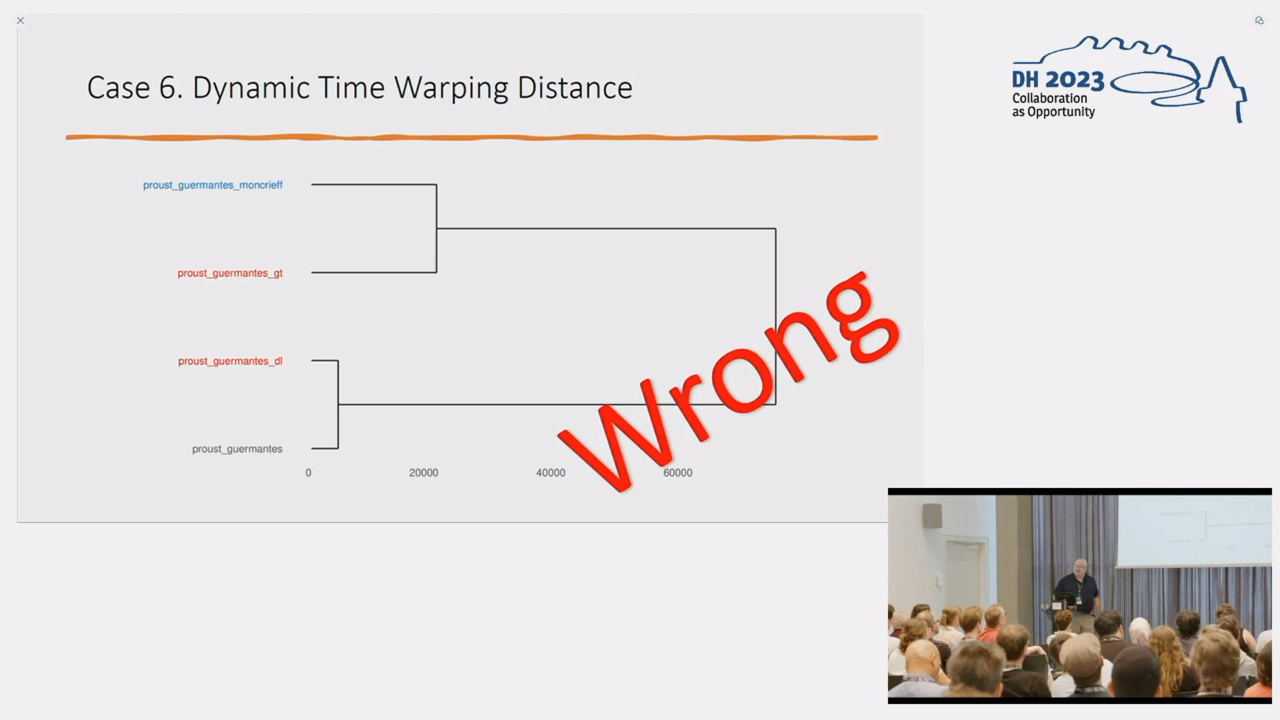 Case 6. Dynamic Time Warping Distance
DH 2023
Collaboration
as Opportunity
proust_guermantes_moncrieff
proust_guermantes_gt
proust_guermantes_dl
proust_guermantes
0 20000 40000 60000
Wrong